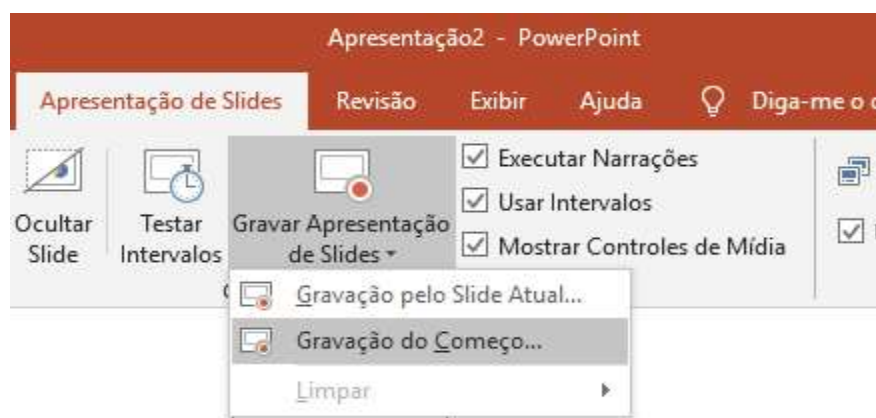 Apresentação2 - PowerPoint
Apresentação de Slides Revisão Exibir Ajuda Diga-me o
Ocultar Slide
Testar Intervalos
Gravar Apresentação de Slides
Executar Narrações
Usar Intervalos
Mostrar Controles de Mídia
Gravação pelo Slide Atual...
Gravação do Começo...
Limpar